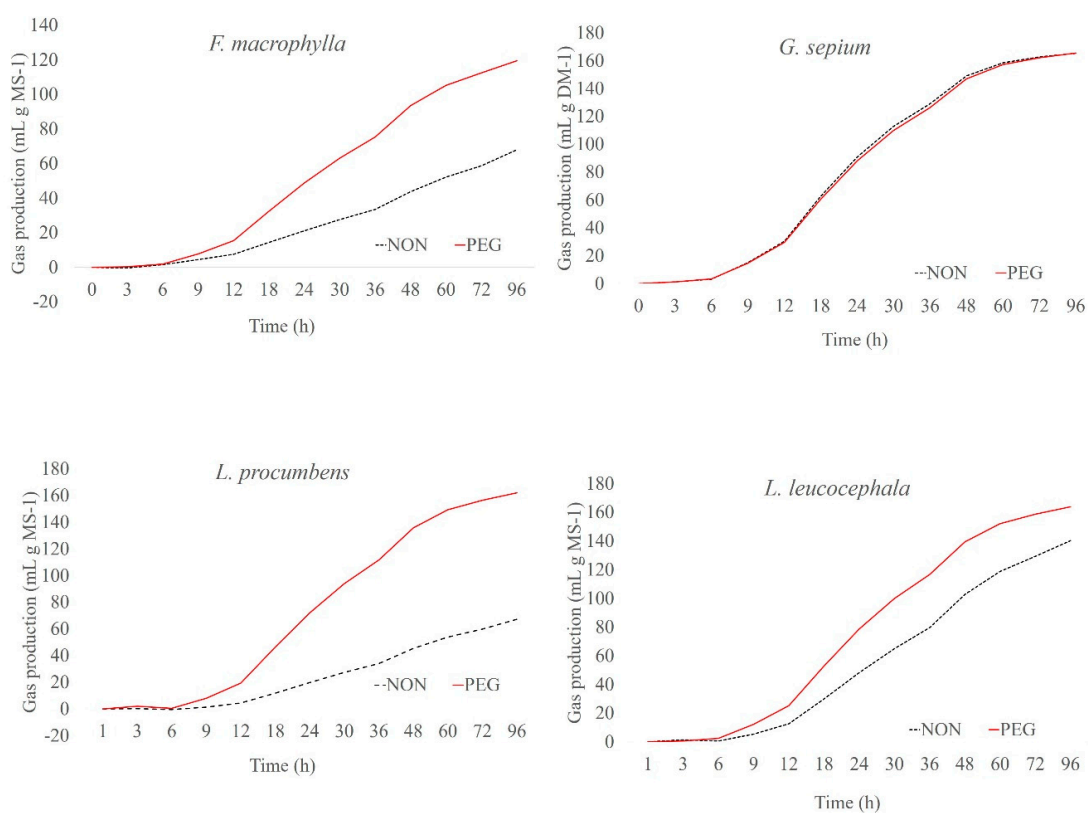 F. macrophylla
Gas production (mL g MS-1)
140
120
100
80
60
40
20
0
-20
NON PEG
0 3 6 9 12 18 24 30 36 48 60 72 96
Time (h)
G. sepium
Gas production (mL g DM-1)
180
160
140
120
100
80
60
40
20
0
NON PEG
0 3 6 9 12 18 24 30 36 48 60 72 96
Time (h)
L. procumbens
Gas production (mL g MS-1)
180
160
140
120
100
80
60
40
20
0
-20
NON PEG
1 3 6 9 12 18 24 30 36 48 60 72 96
Time (h)
L. leucocephala
Gas production (mL g MS-1)
180
160
140
120
100
80
60
40
20
0
NON PEG
1 3 6 9 12 18 24 30 36 48 60 72 96
Time (h)